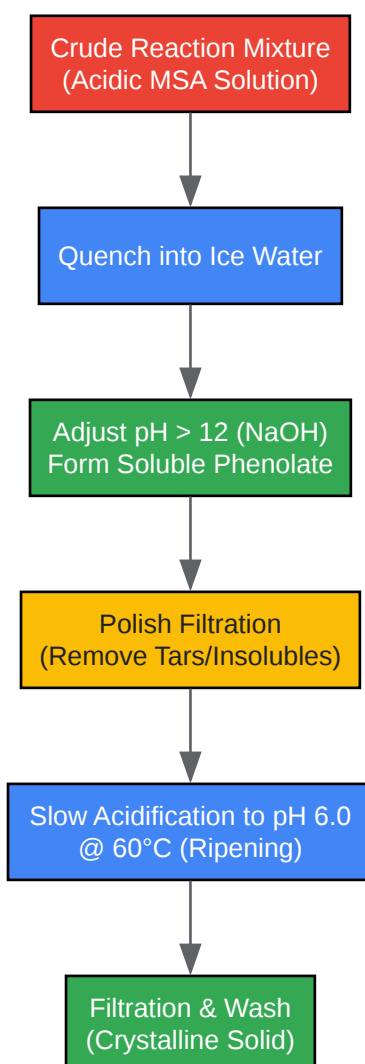 Crude Reaction Mixture
(Acidic MSA Solution)
Quench into Ice Water
Adjust pH > 12 (NaOH)
Form Soluble Phenolate
Polish Filtration
(Remove Tars/Insolubles)
Slow Acidification to pH 6.0
@ 60°C (Ripening)
Filtration & Wash
(Crystalline Solid)